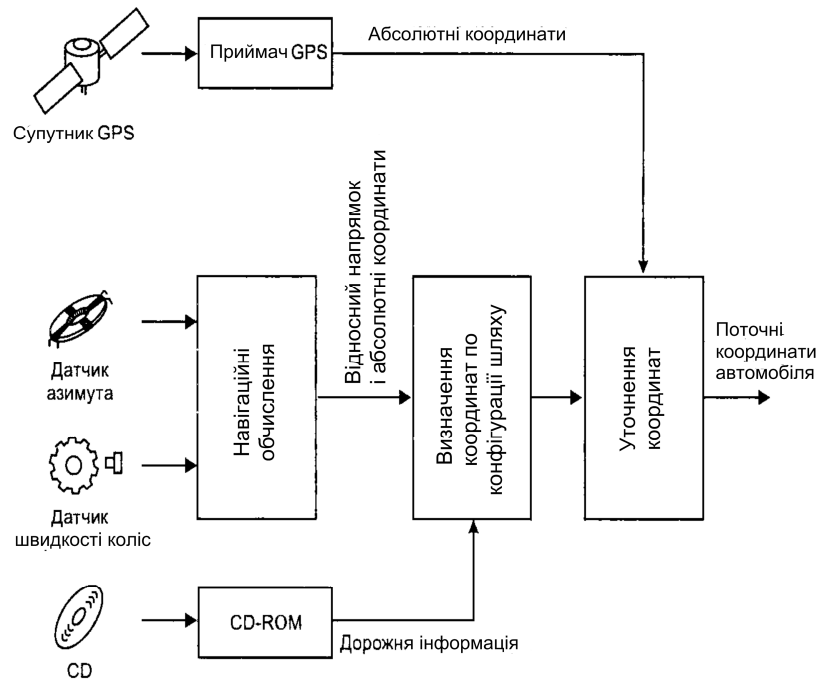 Приймач GPS
Абсолютні координати
Супутник GPS
Відносний напрямок
і абсолютні координати
Датчик
азимута
Навігаційні
обчислення
Визначення
координат по
конфігурації шляху
Уточнення
координат
Поточні
координати
автомобіля
Датчик
швидкості коліс
CD-ROM
Дорожня інформація
CD